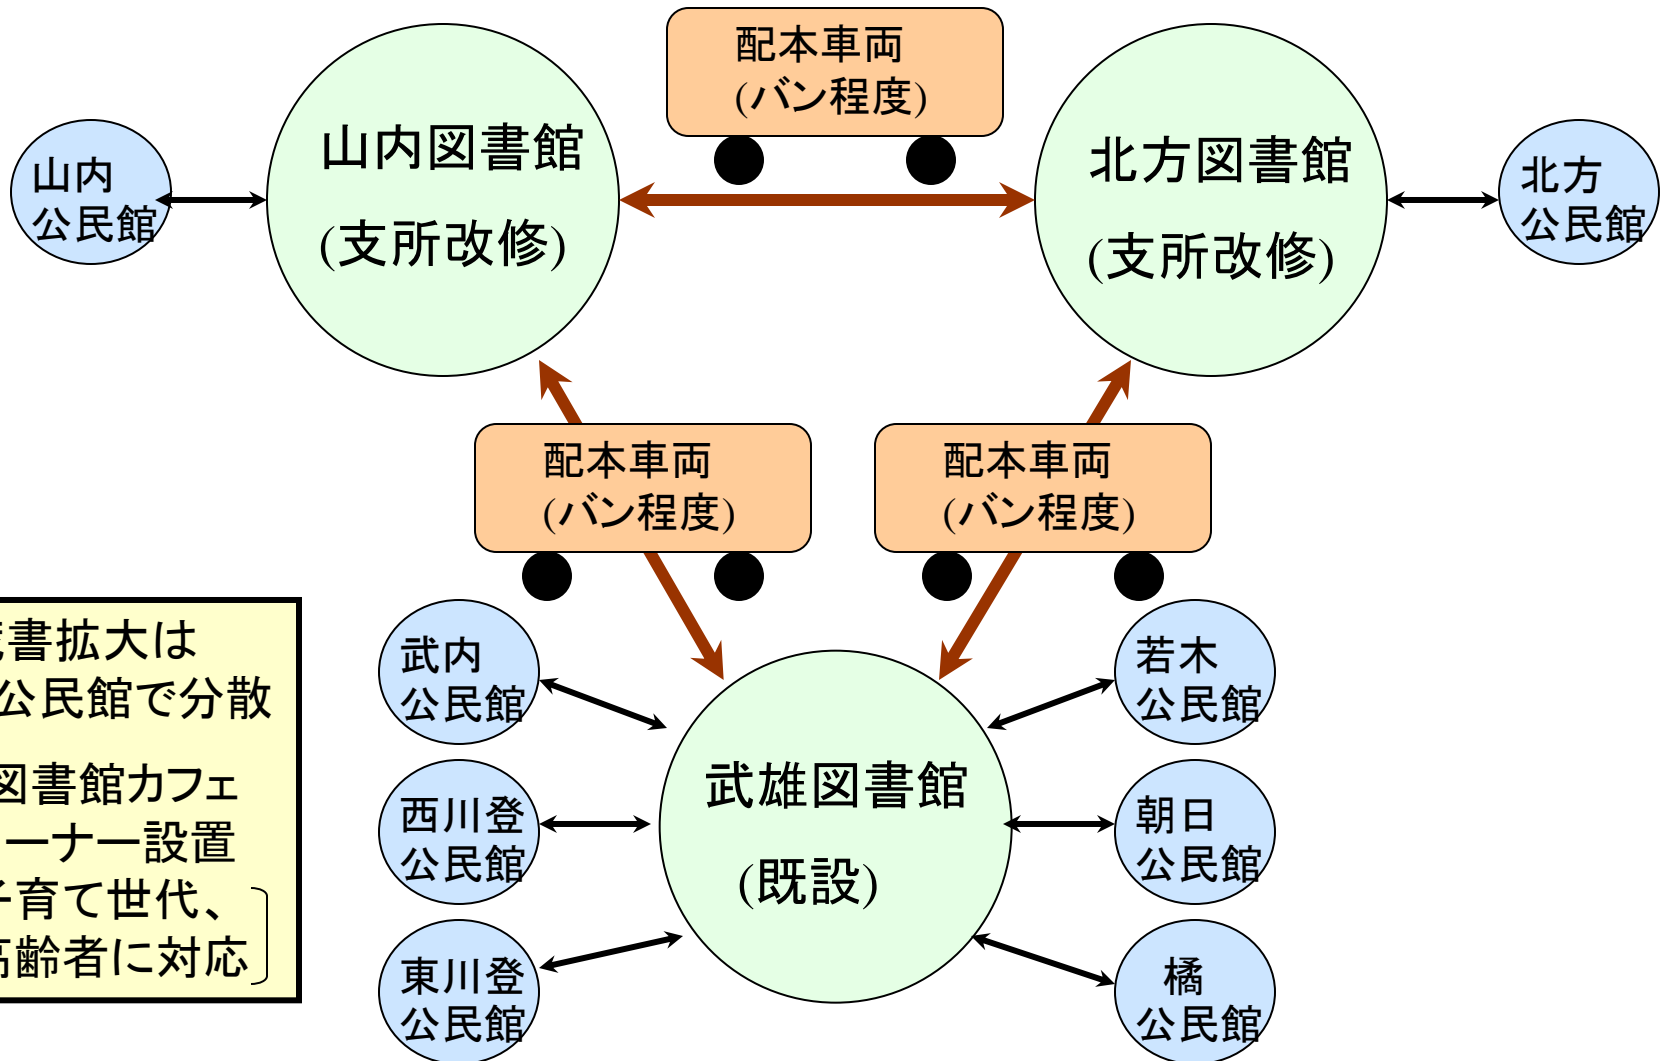 配本車両
(バン程度)
山内図書館
(支所改修)
北方図書館
(支所改修)
山内
公民館
北方
公民館
配本車両
(バン程度)
配本車両
(バン程度)
書拡大は
公民館で分散
図書館カフェ
ーナー設置
育て世代、
高齢者に対応
武内
公民館
西川登
公民館
東川登
公民館
武雄図書館
(既設)
若木
公民館
朝日
公民館
橘
公民館